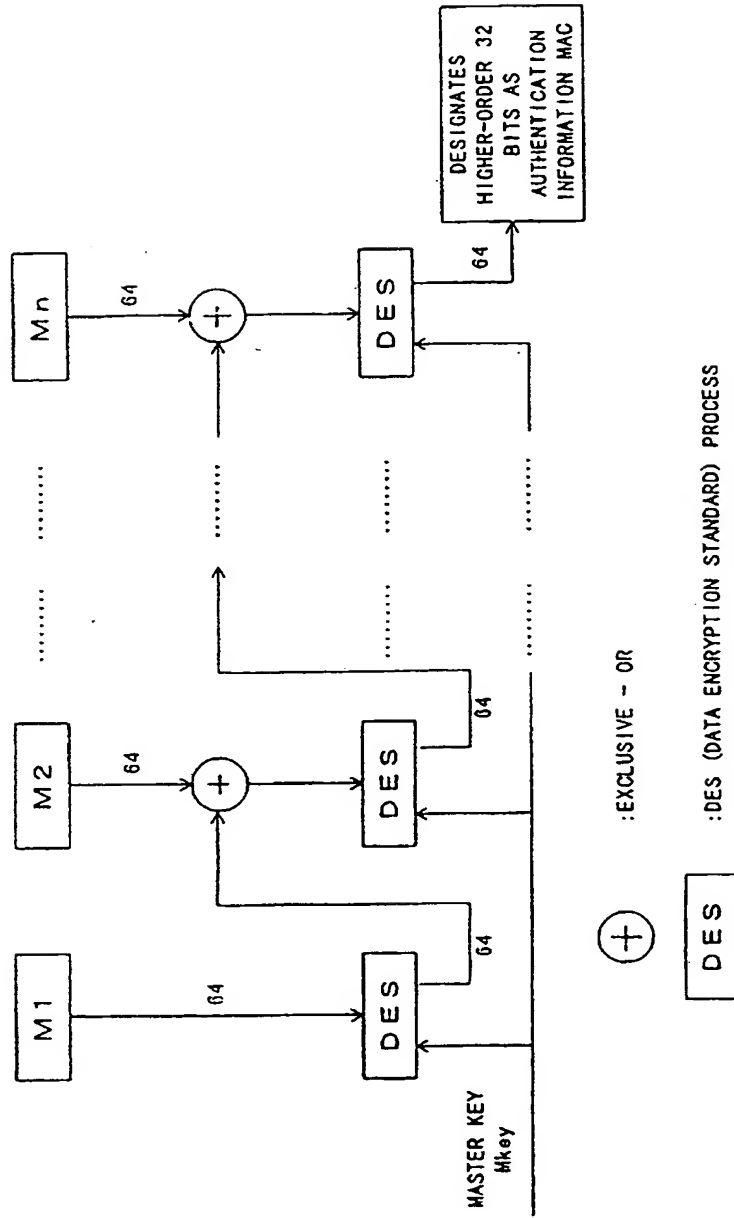 M1
M2
.........
.........
Mn
64
64
64
+
+
.........
.........
MASTER KEY
Mkey
DES
64
DES
64
.........
.........
DES
64
.........
.........
DESIGNATES
HIGHER-ORDER 32
BITS AS
AUTHENTICATION
INFORMATION MAC
+
:EXCLUSIVE - OR
DES
:DES (DATA ENCRYPTION STANDARD) PROCESS